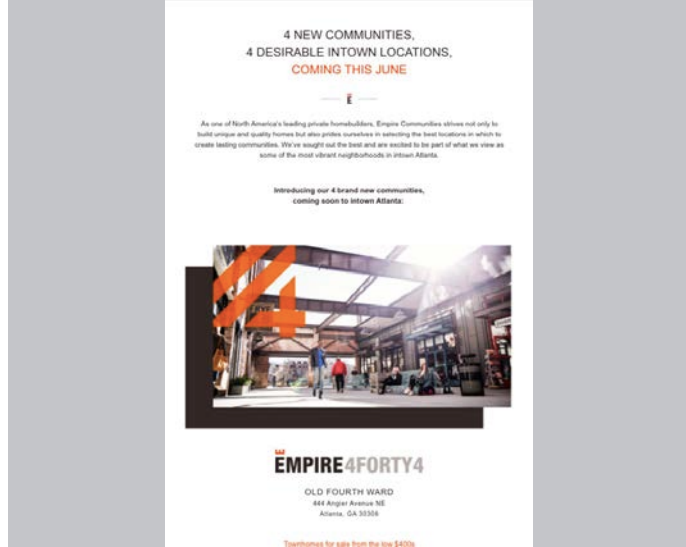 4 NEW COMMUNITIES,
4 DESIRABLE INTOWN LOCATIONS,
COMING THIS JUNE
E
As one of North America's leading private homebuilders, Empire Communities strives not only to
build unique and quality homes but also prides ourselves in selecting the best locations in which to
create lasting communities. We've sought out the best and are excited to be part of what we view as
some of the most vibrant neighborhoods in intown Atlanta.
Introducing our 4 brand new communities,
coming soon to intown Atlanta:
4
EMPIRE4FORTY4
OLD FOURTH WARD
444 Angier Avenue NE
Atlanta, GA 30308
Townhomes for sale from the low $400s